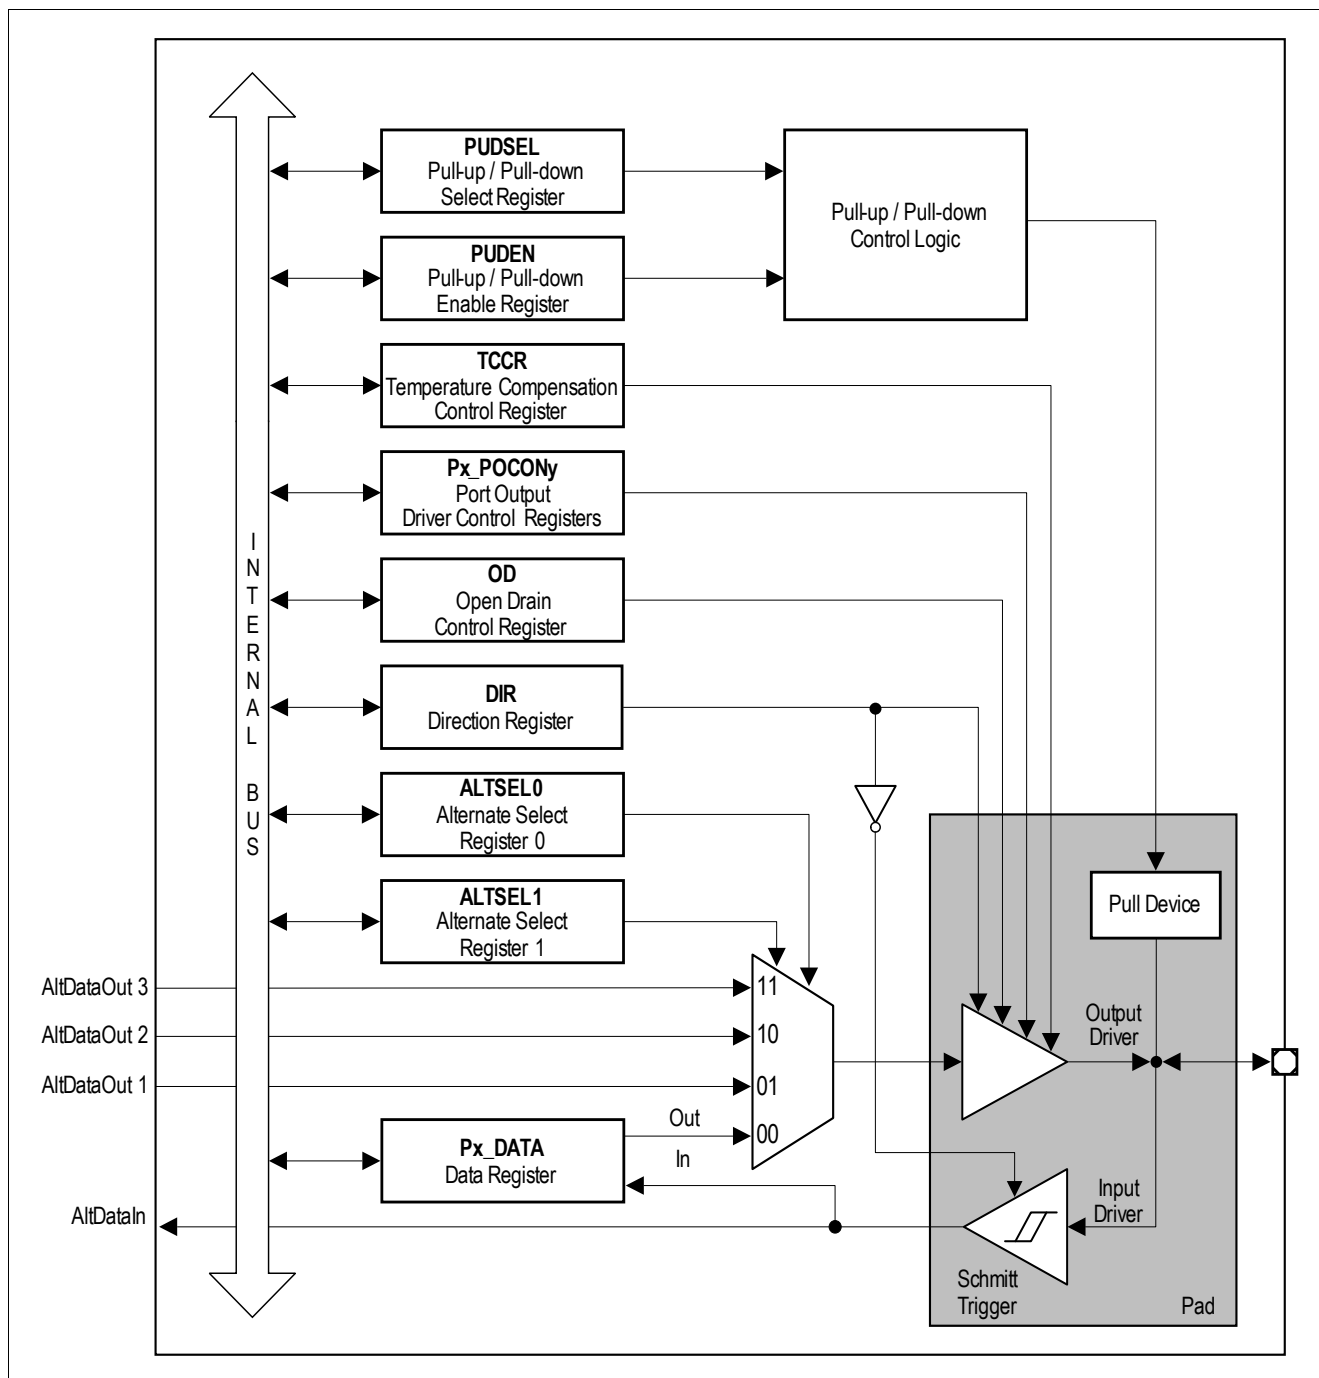 PUDSEL
Pull-up / Pull-down
Select Register
PUDEN
Pull-up / Pull-down
Enable Register
Pull-up / Pull-down
Control Logic
TCCR
Temperature Compensation
Control Register
Px_POCONy
Port Output
Driver Control Registers
OD
Open Drain
Control Register
DIR
Direction Register
ALTSEL0
Alternate Select
Register 0
ALTSEL1
Alternate Select
Register 1
INTERNAL BUS
Pull Device
AltDataOut 3
11
AltDataOut 2
10
AltDataOut 1
01
00
Output
Driver
Out
In
Px_DATA
Data Register
AltDataIn
Input
Driver
Schmitt
Trigger
Pad